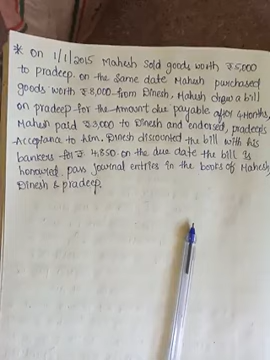 * On 1/1/2015 Mahesh Sold goods worth ₹5,000
to pradeep. on the same date Mahesh purchased
goods worth ₹8,000 from Dinesh. Mahesh drew a bill
on pradeep for the Amount due payable after 4 Months,
Mahesh paid ₹3,000 to Dinesh and endorsed, pradeep's
Acceptance to him. Dinesh discounted the bill with his
bankers for ₹ 4,850 on the due date the bill is
honoured. pass journal entries in the books of Mahesh,
Dinesh & pradeep.